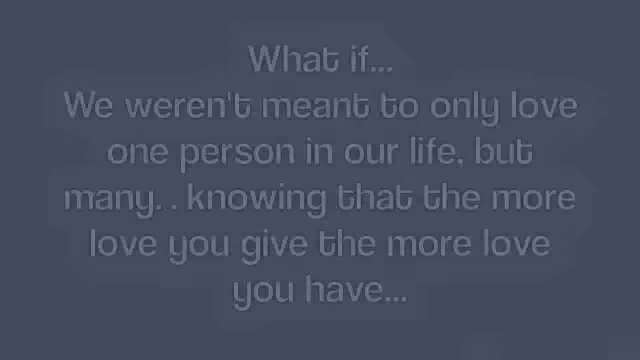 What if...
We weren't meant to only love
one person in our life, but
many. . knowing that the more
love you give the more love
you have...